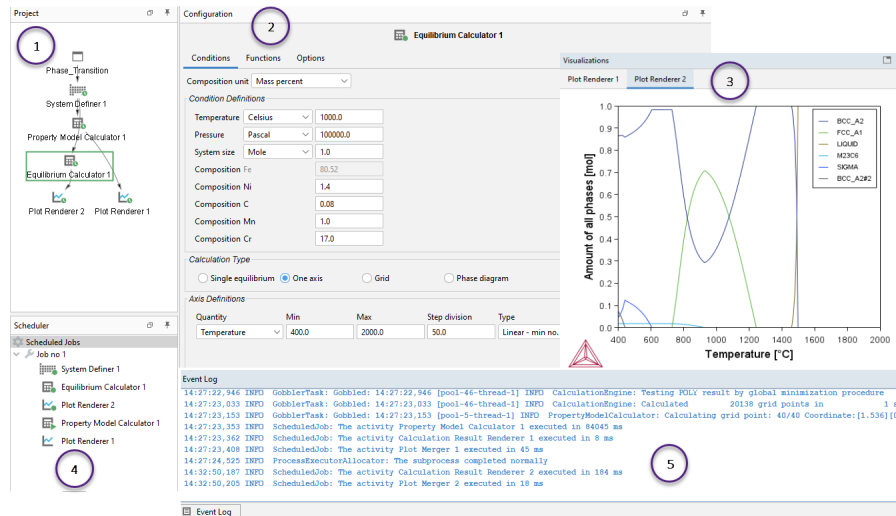 Project
1
Phase_Transition
System Definer 1
Property Model Calculator 1
Equilibrium Calculator 1
Plot Renderer 2 Plot Renderer 1
Configuration
2
Equilibrium Calculator 1
Conditions Functions Options
Composition unit Mass percent
Condition Definitions
Temperature Celsius 1000.0
Pressure Pascal 100000.0
System size Mole 1.0
Composition Fe 80.52
Composition Ni 1.4
Composition C 0.08
Composition Mn 1.0
Composition Cr 17.0
Calculation Type
Single equilibrium One axis Grid Phase diagram
Axis Definitions
Quantity Min Max Step division Type
Temperature 400.0 2000.0 50.0 Linear - min no.
Visualizations
Plot Renderer 1 Plot Renderer 2
3
Amount of all phases [mol]
1.0
0.9
0.8
0.7
0.6
0.5
0.4
0.3
0.2
0.1
0.0
400 600 800 1000 1200 1400 1600 1800 2000
Temperature [°C]
BCC_A2
FCC_A1
LIQUID
M23C6
SIGMA
BCC_A2#2
Scheduler
Scheduled Jobs
Job no 1
System Definer 1
Equilibrium Calculator 1
Plot Renderer 2
Property Model Calculator 1
Plot Renderer 1
4
Event Log
14:27:22,946 INFO GobblerTask: Gobbled: 14:27:22,946 [pool-46-thread-1] INFO CalculationEngine: Testing POLY result by global minimization procedure
14:27:23,033 INFO GobblerTask: Gobbled: 14:27:23,033 [pool-46-thread-1] INFO CalculationEngine: Calculated 20138 grid points in 1 s
14:27:23,153 INFO GobblerTask: Gobbled: 14:27:23,153 [pool-5-thread-1] INFO PropertyModelCalculator: Calculating grid point: 40/40 Coordinate:[1.536][0
14:27:23,353 INFO ScheduledJob: The activity Property Model Calculator 1 executed in 84045 ms
14:27:23,362 INFO ScheduledJob: The activity Calculation Result Renderer 1 executed in 8 ms
14:27:23,408 INFO ScheduledJob: The activity Plot Merger 1 executed in 45 ms
14:27:24,525 INFO ProcessExecutorAllocator: The subprocess completed normally
14:32:50,187 INFO ScheduledJob: The activity Calculation Result Renderer 2 executed in 184 ms
14:32:50,205 INFO ScheduledJob: The activity Plot Merger 2 executed in 18 ms
5
Event Log